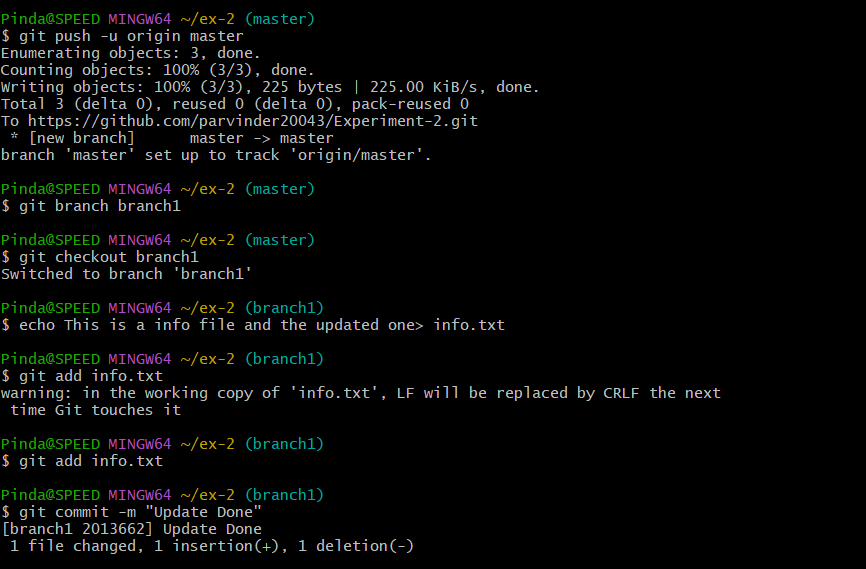 Pinda@SPEED MINGW64 ~/ex-2 (master)
$ git push -u origin master
Enumerating objects: 3, done.
Counting objects: 100% (3/3), done.
Writing objects: 100% (3/3), 225 bytes | 225.00 KiB/s, done.
Total 3 (delta 0), reused 0 (delta 0), pack-reused 0
To https://github.com/parvinder20043/Experiment-2.git
 * [new branch]      master -> master
branch 'master' set up to track 'origin/master'.

Pinda@SPEED MINGW64 ~/ex-2 (master)
$ git branch branch1

Pinda@SPEED MINGW64 ~/ex-2 (master)
$ git checkout branch1
Switched to branch 'branch1'

Pinda@SPEED MINGW64 ~/ex-2 (branch1)
$ echo This is a info file and the updated one> info.txt

Pinda@SPEED MINGW64 ~/ex-2 (branch1)
$ git add info.txt
warning: in the working copy of 'info.txt', LF will be replaced by CRLF the next
 time Git touches it

Pinda@SPEED MINGW64 ~/ex-2 (branch1)
$ git add info.txt

Pinda@SPEED MINGW64 ~/ex-2 (branch1)
$ git commit -m "Update Done"
[branch1 2013662] Update Done
 1 file changed, 1 insertion(+), 1 deletion(-)